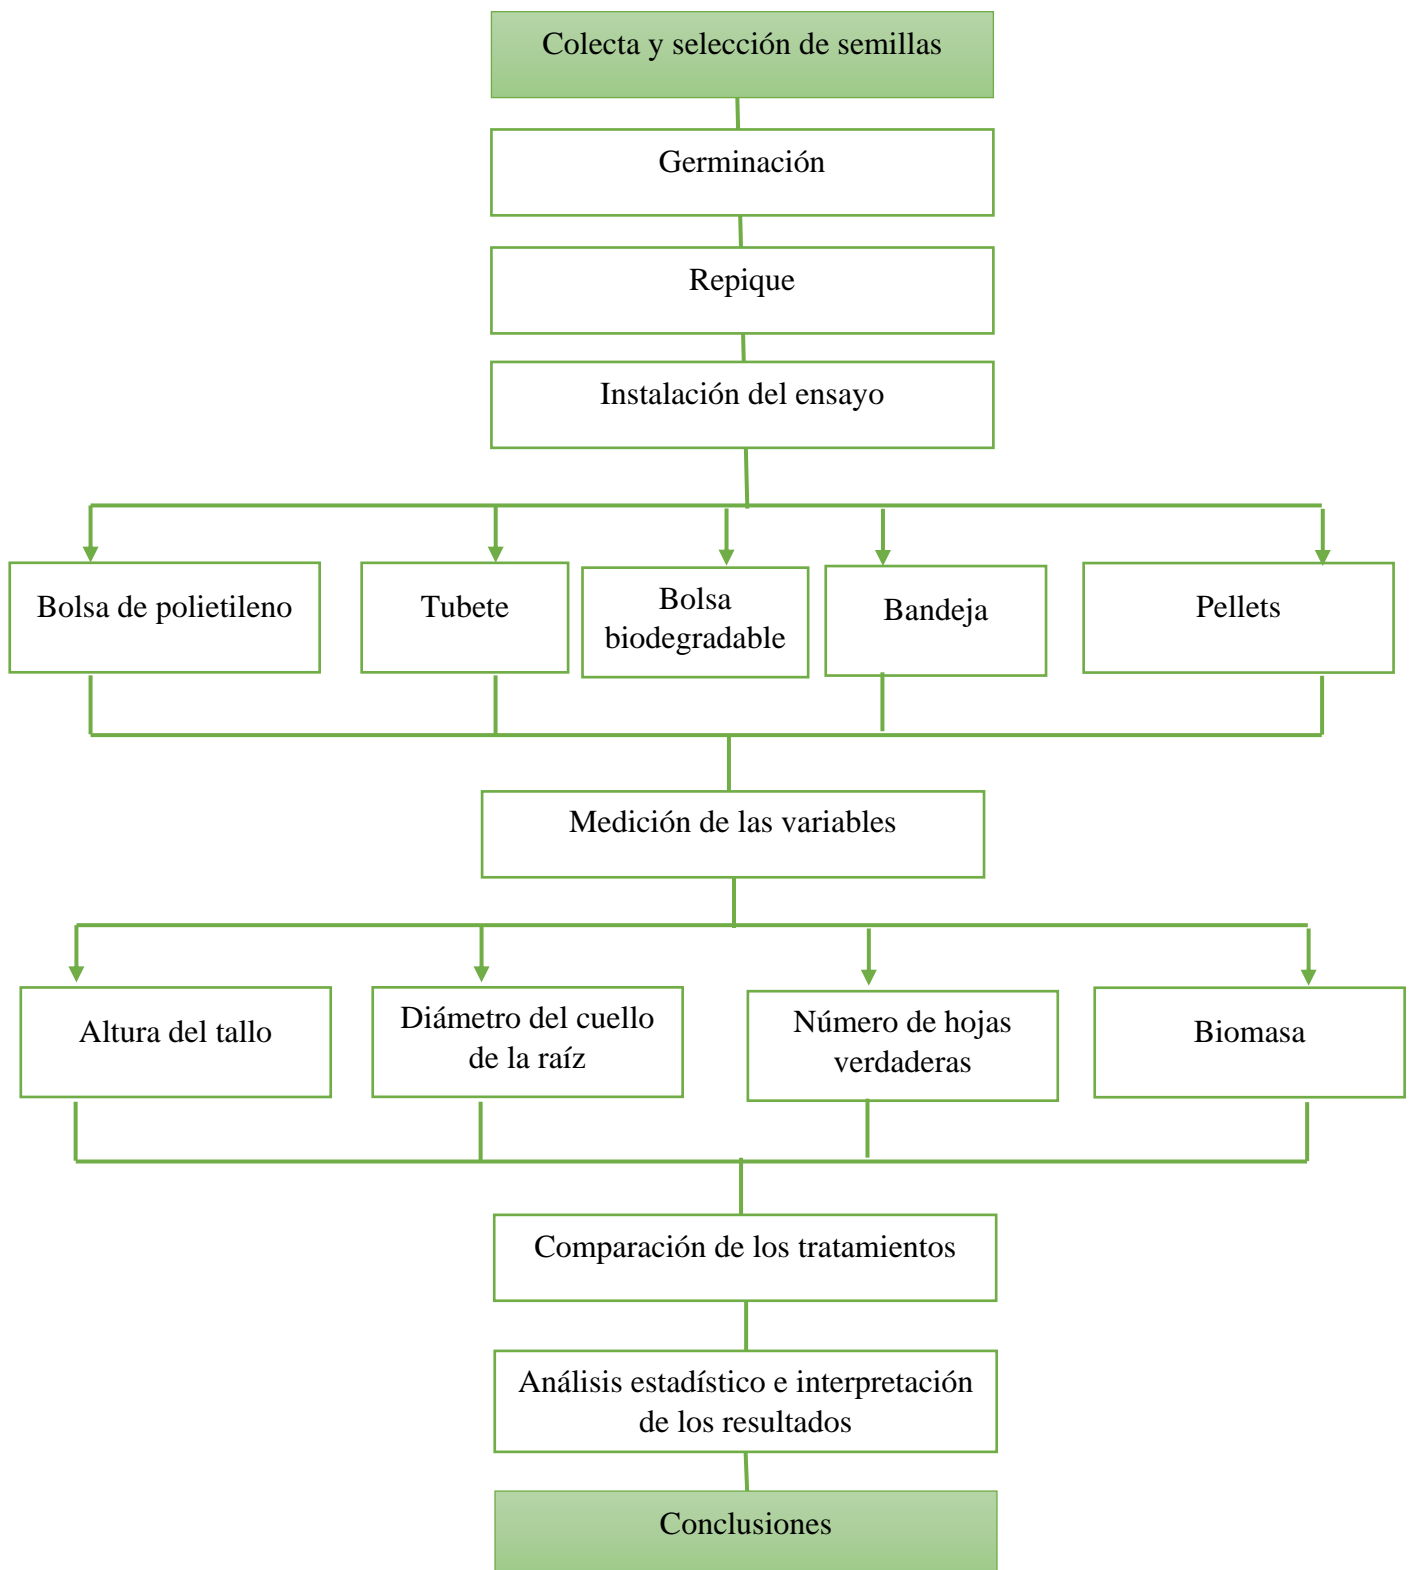 Colecta y selección de semillas
Germinación
Repique
Instalación del ensayo
Bolsa de polietileno
Tubete
Bolsa
biodegradable
Bandeja
Pellets
Medición de las variables
Altura del tallo
Diámetro del cuello
de la raíz
Número de hojas
verdaderas
Biomasa
Comparación de los tratamientos
Análisis estadístico e interpretación
de los resultados
Conclusiones